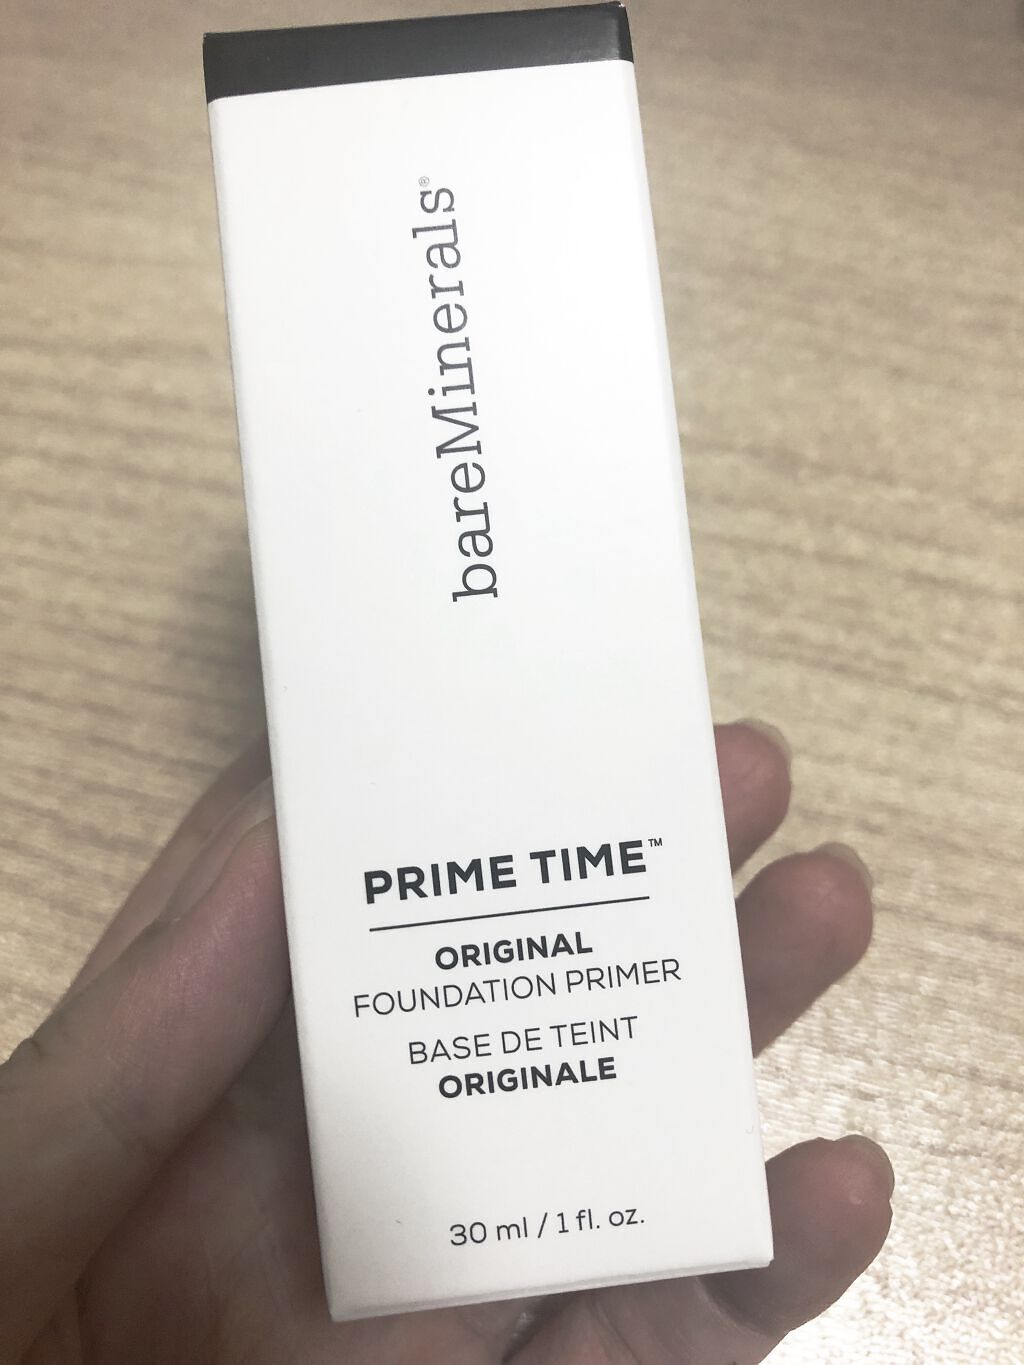 bareMinerals®
PRIME TIME™
ORIGINAL
FOUNDATION PRIMER
BASE DE TEINT
ORIGINALE
30 ml / 1 fl. oz.